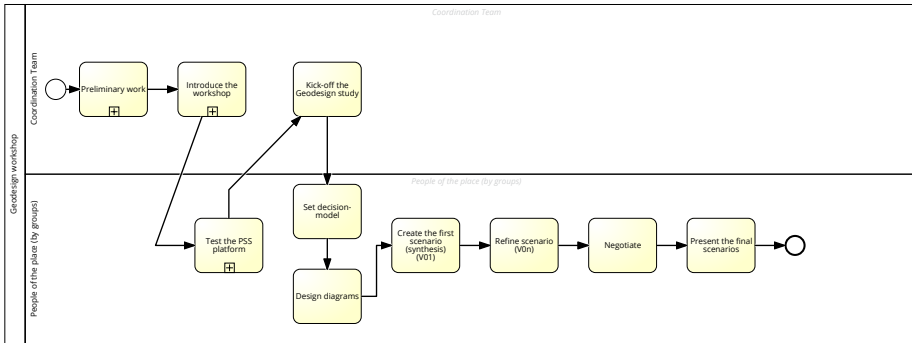 Geodesign workshop
Coordination Team
Coordination Team
Preliminary work
Introduce the
workshop
Kick-off the
Geodesign study
People of the place (by groups)
People of the place (by groups)
Test the PSS
platform
Set decision-
model
Design diagrams
Create the first
scenario
(synthesis)
(V01)
Refine scenario
(V0n)
Negotiate
Present the final
scenarios